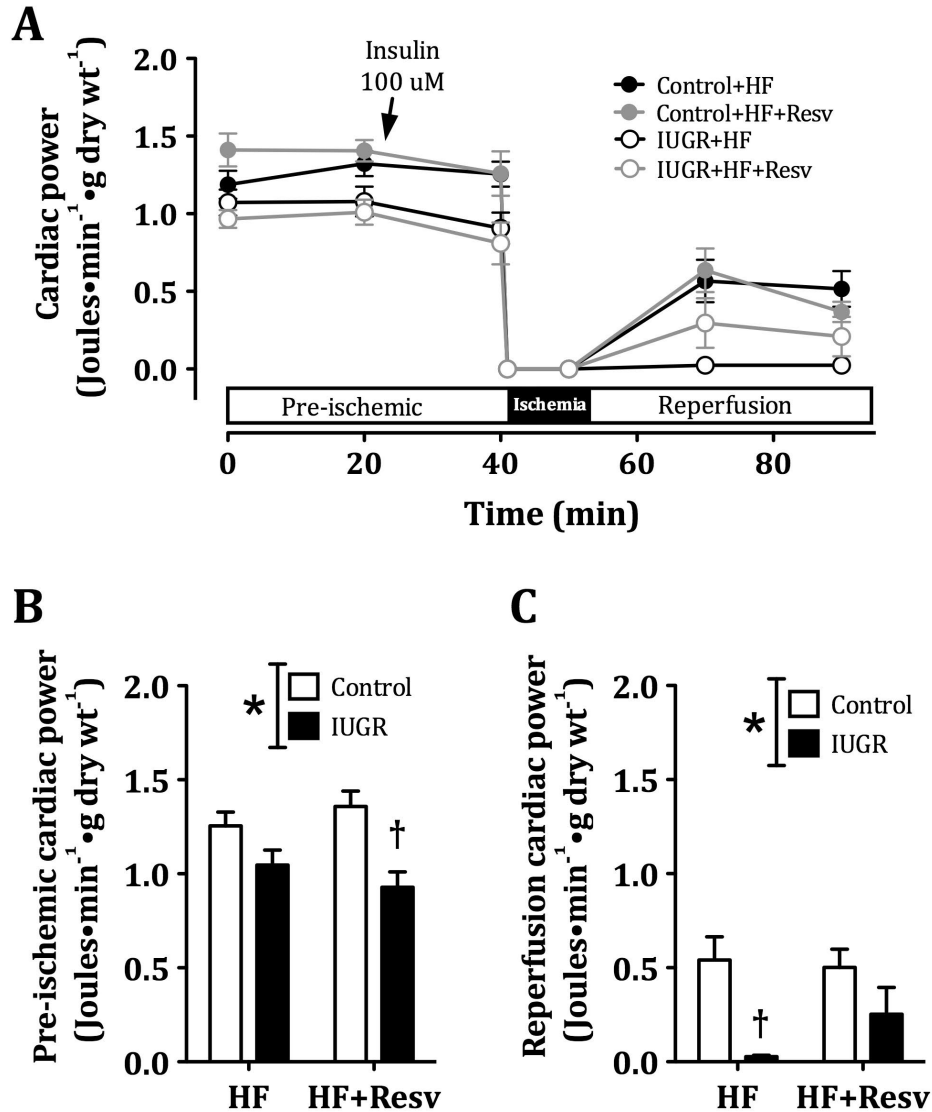 A
Cardiac power
(Joules•min⁻¹•g dry wt⁻¹)
2.0
1.5
1.0
0.5
0.0
Insulin
100 uM
Control+HF
Control+HF+Resv
IUGR+HF
IUGR+HF+Resv
Pre-ischemic
Ischemia
Reperfusion
0 20 40 60 80
Time (min)
B
Pre-ischemic cardiac power
(Joules•min⁻¹•g dry wt⁻¹)
2.0
1.5
1.0
0.5
0.0
*
Control
IUGR
†
HF HF+Resv
C
Reperfusion cardiac power
(Joules•min⁻¹•g dry wt⁻¹)
2.0
1.5
1.0
0.5
0.0
*
Control
IUGR
†
HF HF+Resv